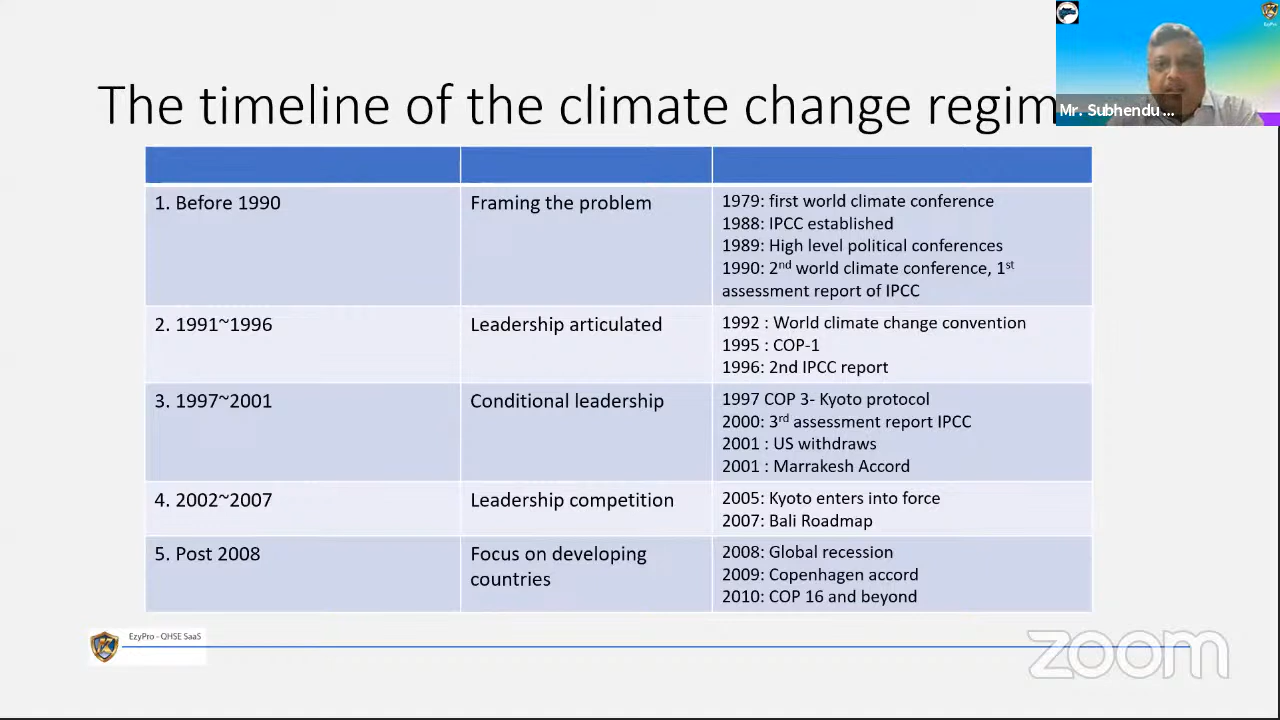 The timeline of the climate change regim
Mr. Subhendu ...
1. Before 1990
Framing the problem
1979: first world climate conference
1988: IPCC established
1989: High level political conferences
1990: 2nd world climate conference, 1st
assessment report of IPCC
2. 1991~1996
Leadership articulated
1992 : World climate change convention
1995 : COP-1
1996: 2nd IPCC report
3. 1997~2001
Conditional leadership
1997 COP 3- Kyoto protocol
2000: 3rd assessment report IPCC
2001 : US withdraws
2001 : Marrakesh Accord
4. 2002~2007
Leadership competition
2005: Kyoto enters into force
2007: Bali Roadmap
5. Post 2008
Focus on developing
countries
2008: Global recession
2009: Copenhagen accord
2010: COP 16 and beyond
EzyPro - QHSE SaaS
zoom